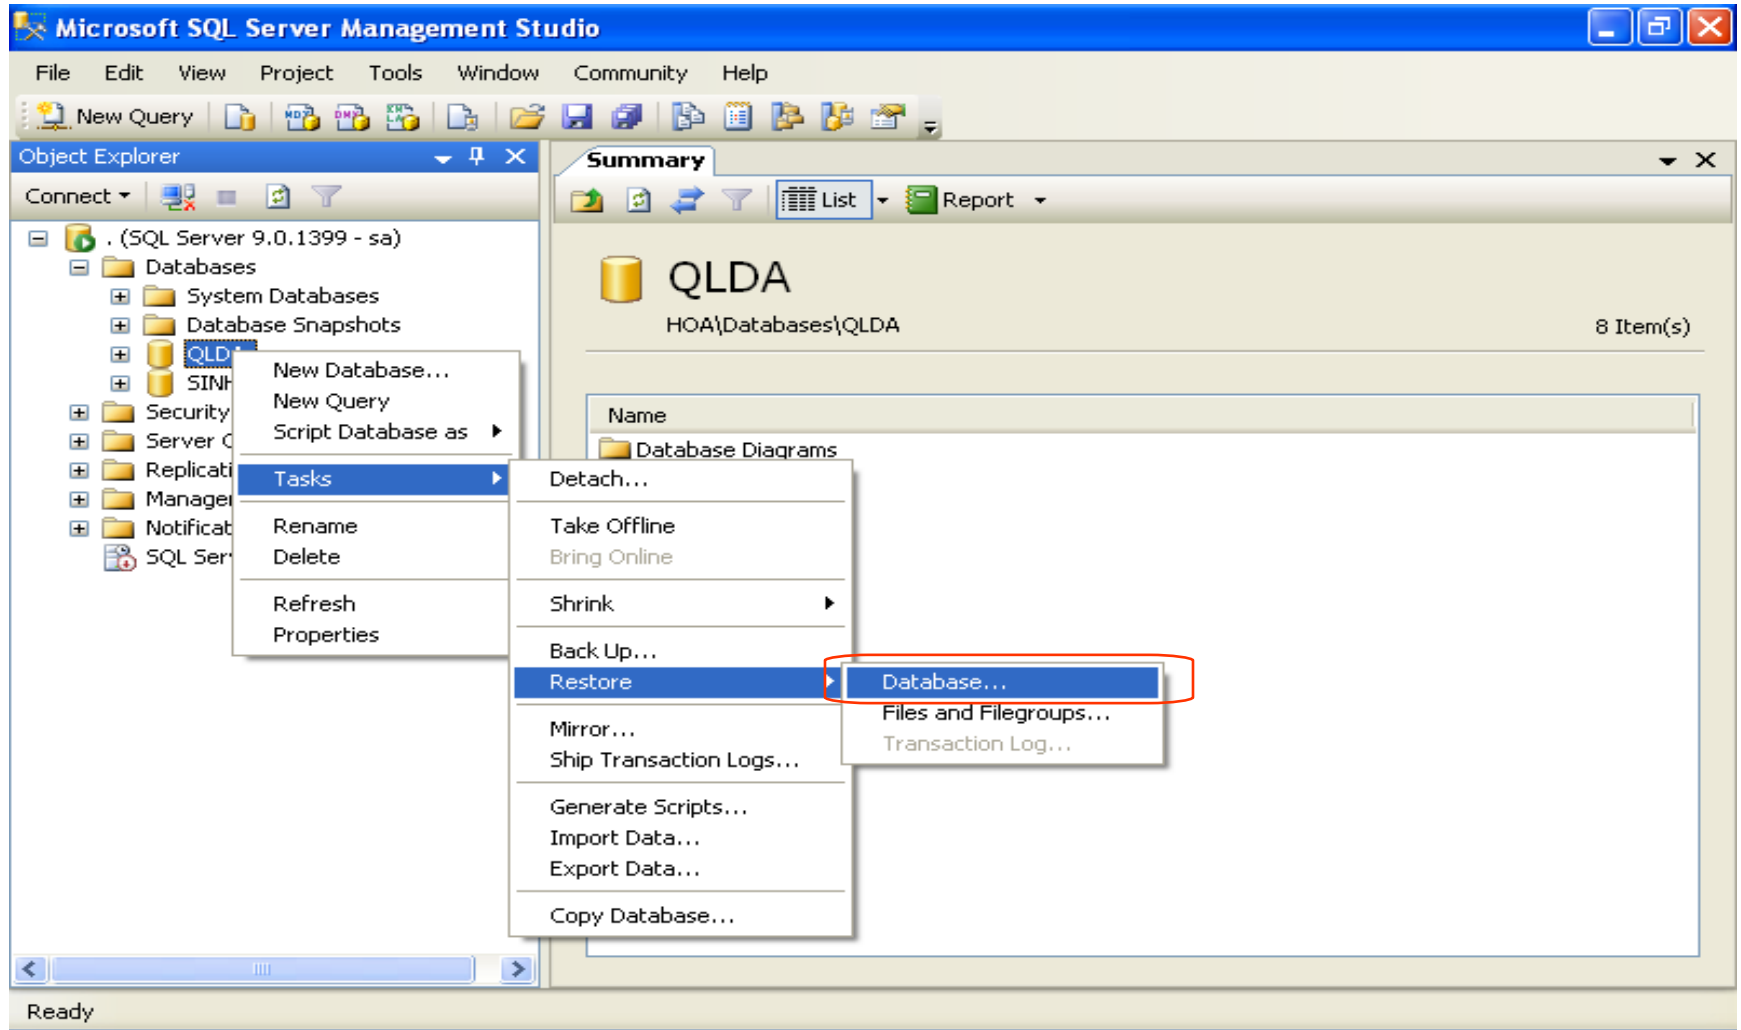 Microsoft SQL Server Management Studio
File Edit View Project Tools Window Community Help
New Query
Object Explorer
Connect
. (SQL Server 9.0.1399 - sa)
Databases
System Databases
Database Snapshots
QLD
SINH
Security
Server
Replicati
Manage
Notificat
SQL Ser
New Database...
New Query
Script Database as
Tasks
Rename
Delete
Refresh
Properties
Detach...
Take Offline
Bring Online
Shrink
Back Up...
Restore
Mirror...
Ship Transaction Logs...
Generate Scripts...
Import Data...
Export Data...
Copy Database...
Database...
Files and Filegroups...
Transaction Log...
Summary
List Report
QLDA
HOA\Databases\QLDA
8 Item(s)
Name
Database Diagrams
Ready